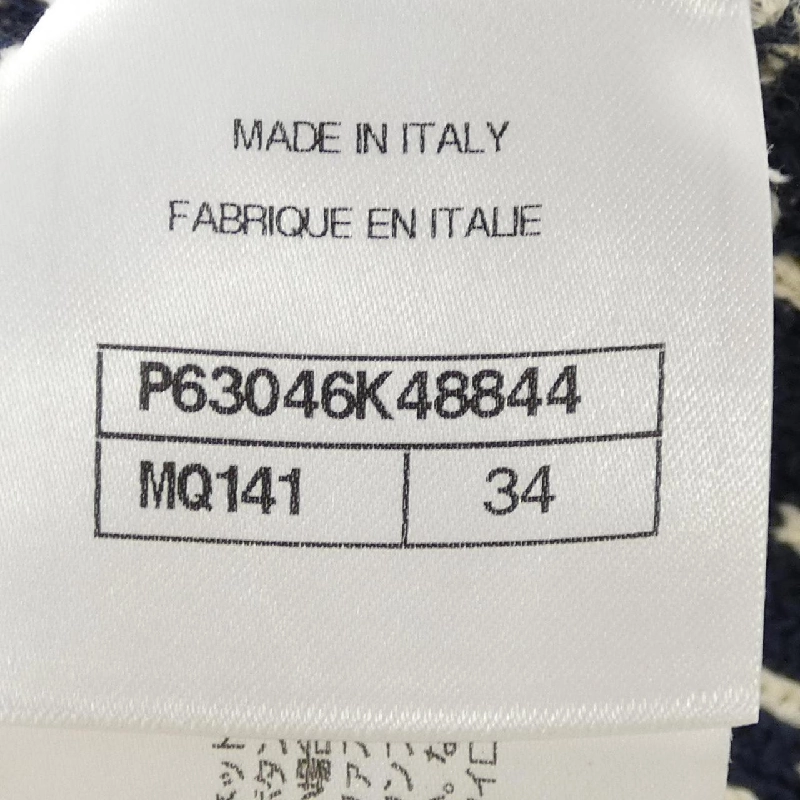 MADE IN ITALY
FABRIQUE EN ITALIE
P63046K48844
MQ141 34